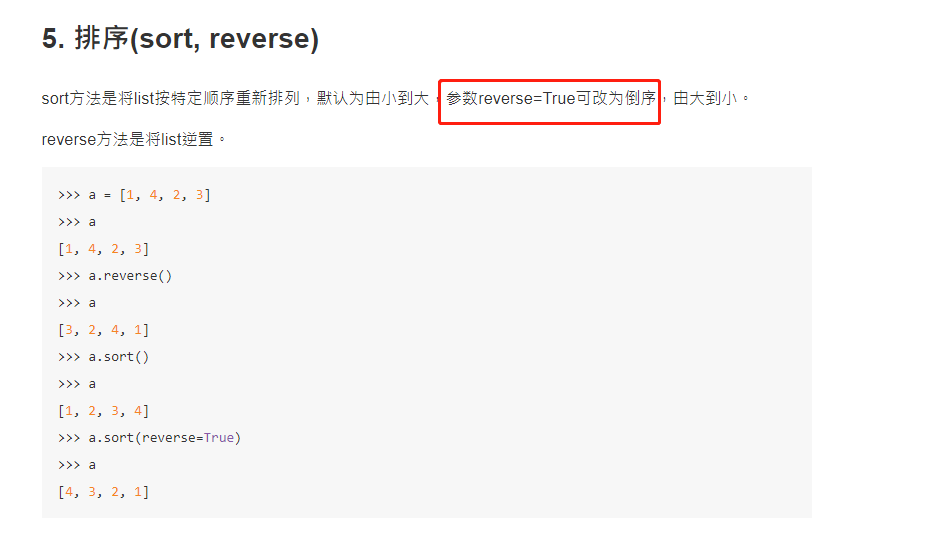 5. 排序(sort, reverse)
sort方法是将list按特定顺序重新排列，默认为由小到大，参数reverse=True可改为倒序，由大到小。
reverse方法是将list逆置。
>>> a = [1, 4, 2, 3]
>>> a
[1, 4, 2, 3]
>>> a.reverse()
>>> a
[3, 2, 4, 1]
>>> a.sort()
>>> a
[1, 2, 3, 4]
>>> a.sort(reverse=True)
>>> a
[4, 3, 2, 1]